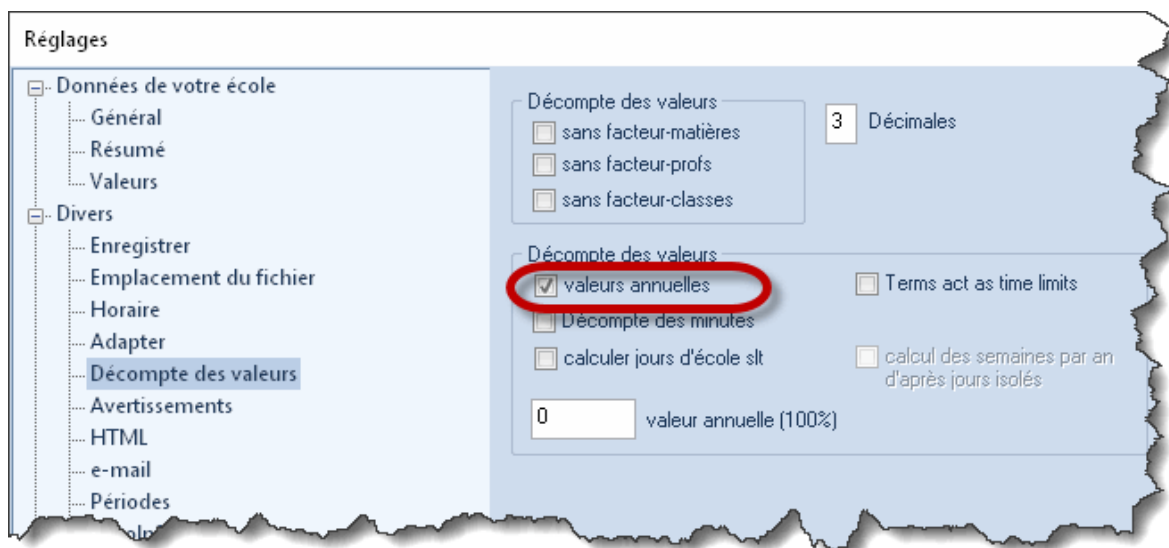 Réglages
Données de votre école
Général
Résumé
Valeurs
Divers
Enregistrer
Emplacement du fichier
Horaire
Adapter
Décompte des valeurs
Avertissements
HTML
e-mail
Périodes
Décompte des valeurs
sans facteur-matières
sans facteur-profs
sans facteur-classes
3 Décimales
Décompte des valeurs
valeurs annuelles
Terms act as time limits
Décompte des minutes
calculer jours d'école slt
calcul des semaines par an
d'après jours isolés
0 valeur annuelle (100%)